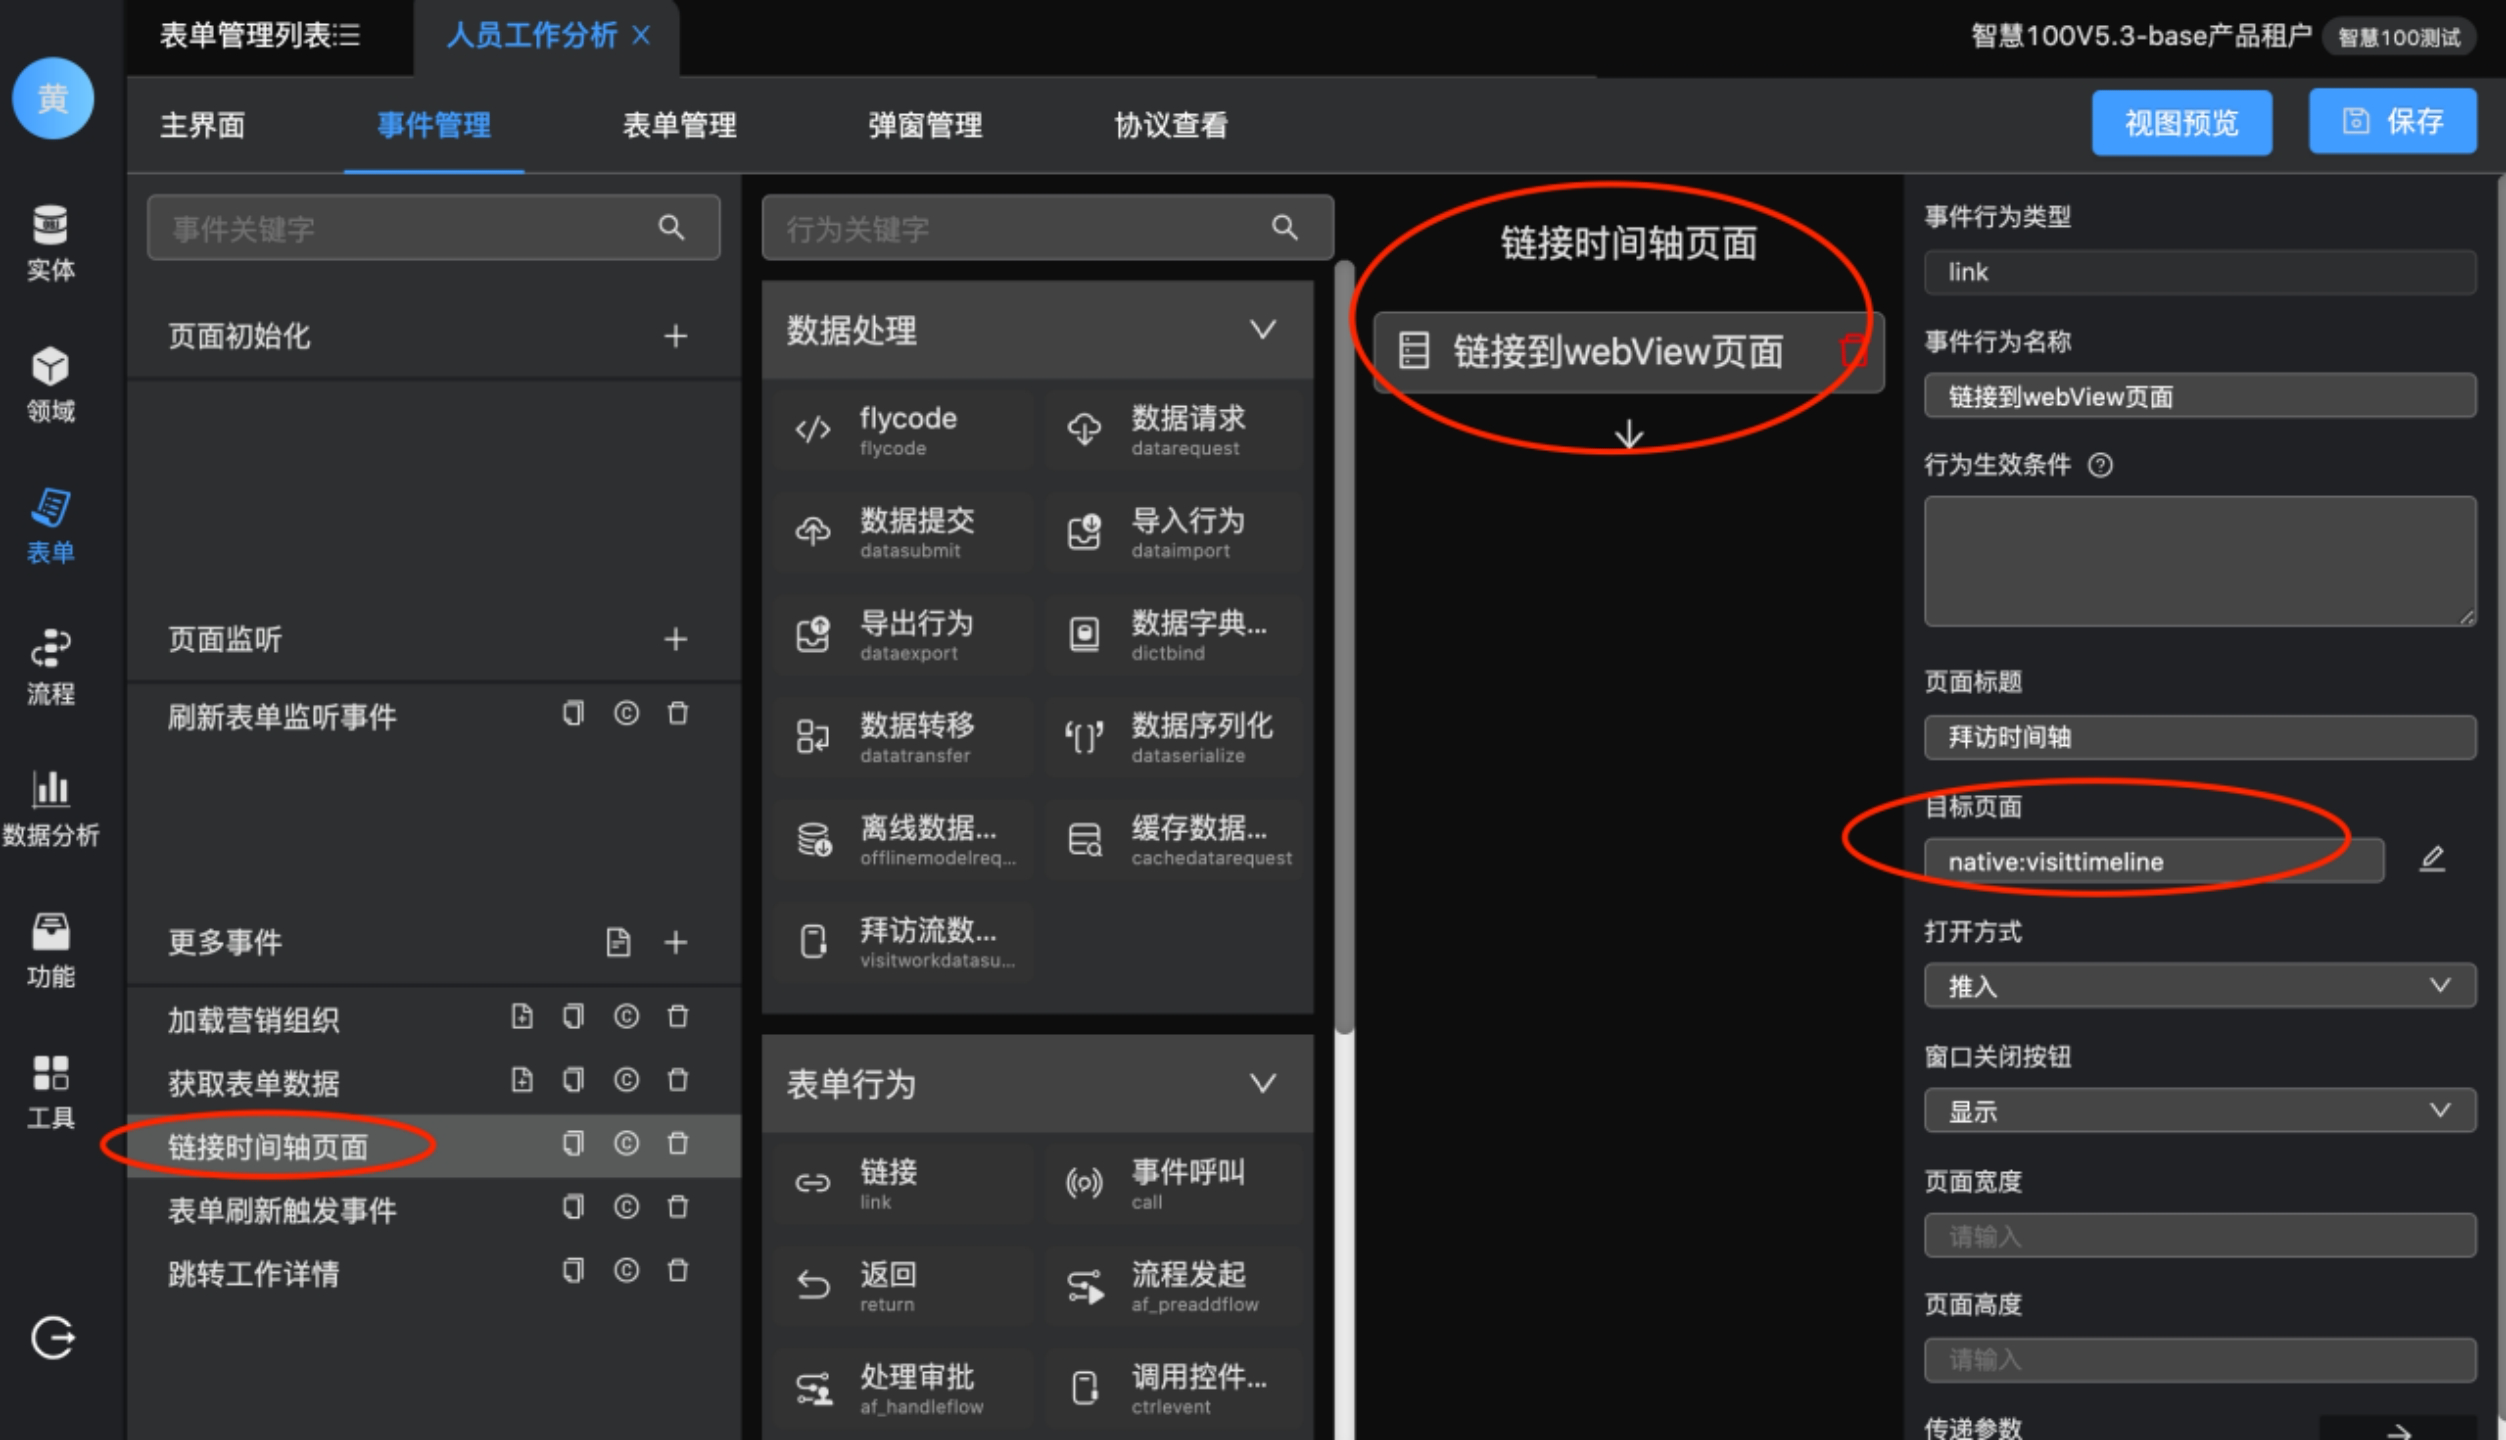 表单管理列表
人员工作分析
智慧100V5.3-base产品租户
智慧100测试
黄
主界面
事件管理
表单管理
弹窗管理
协议查看
视图预览
保存
实体
领域
表单
流程
数据分析
功能
工具
事件关键字
页面初始化
页面监听
刷新表单监听事件
更多事件
加载营销组织
获取表单数据
链接时间轴页面
表单刷新触发事件
跳转工作详情
行为关键字
数据处理
flycode
flycode
数据请求
datarequest
数据提交
datasubmit
导入行为
dataimport
导出行为
dataexport
数据字典...
dictbind
数据转移
datatransfer
数据序列化
dataserialize
离线数据...
offlinemodelreq...
缓存数据...
cachedatarequest
拜访流数...
visitworkdatasu...
表单行为
链接
link
事件呼叫
call
返回
return
流程发起
af_preaddflow
处理审批
af_handleflow
调用控件...
ctrlevent
链接时间轴页面
链接到webView页面
事件行为类型
link
事件行为名称
链接到webView页面
行为生效条件
页面标题
拜访时间轴
目标页面
native:visittimeline
打开方式
推入
窗口关闭按钮
显示
页面宽度
请输入
页面高度
请输入
传递参数